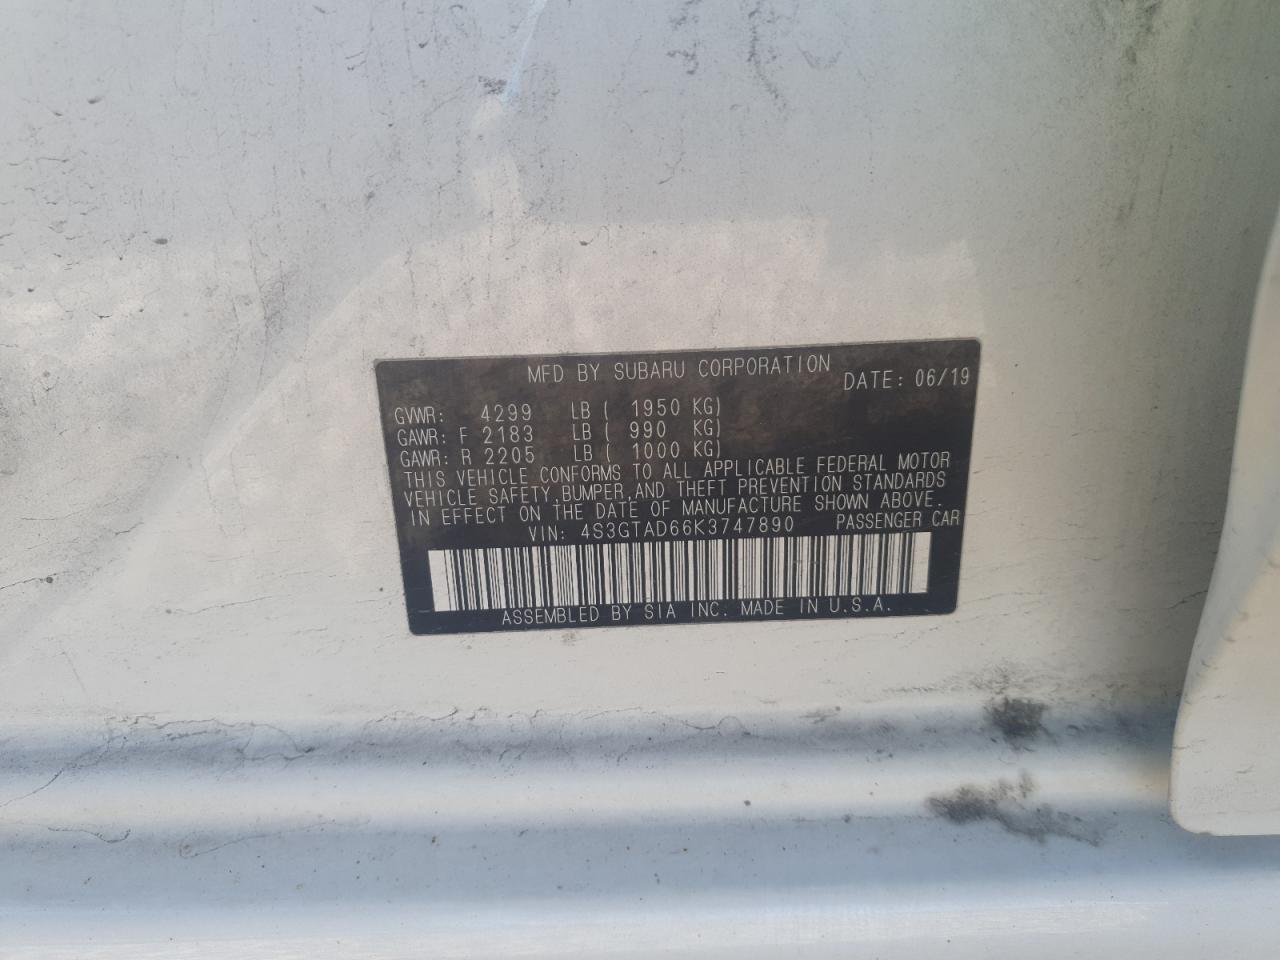 MFD BY SUBARU CORPORATION DATE: 06/19
GVWR: 4299 LB ( 1950 KG)
GAWR: F 2183 LB ( 990 KG)
GAWR: R 2205 LB ( 1000 KG)
THIS VEHICLE CONFORMS TO ALL APPLICABLE FEDERAL MOTOR
VEHICLE SAFETY,BUMPER,AND THEFT PREVENTION STANDARDS
IN EFFECT ON THE DATE OF MANUFACTURE SHOWN ABOVE.
VIN: 4S3GTAD66K3747890 PASSENGER CAR
ASSEMBLED BY SIA INC. MADE IN U.S.A.